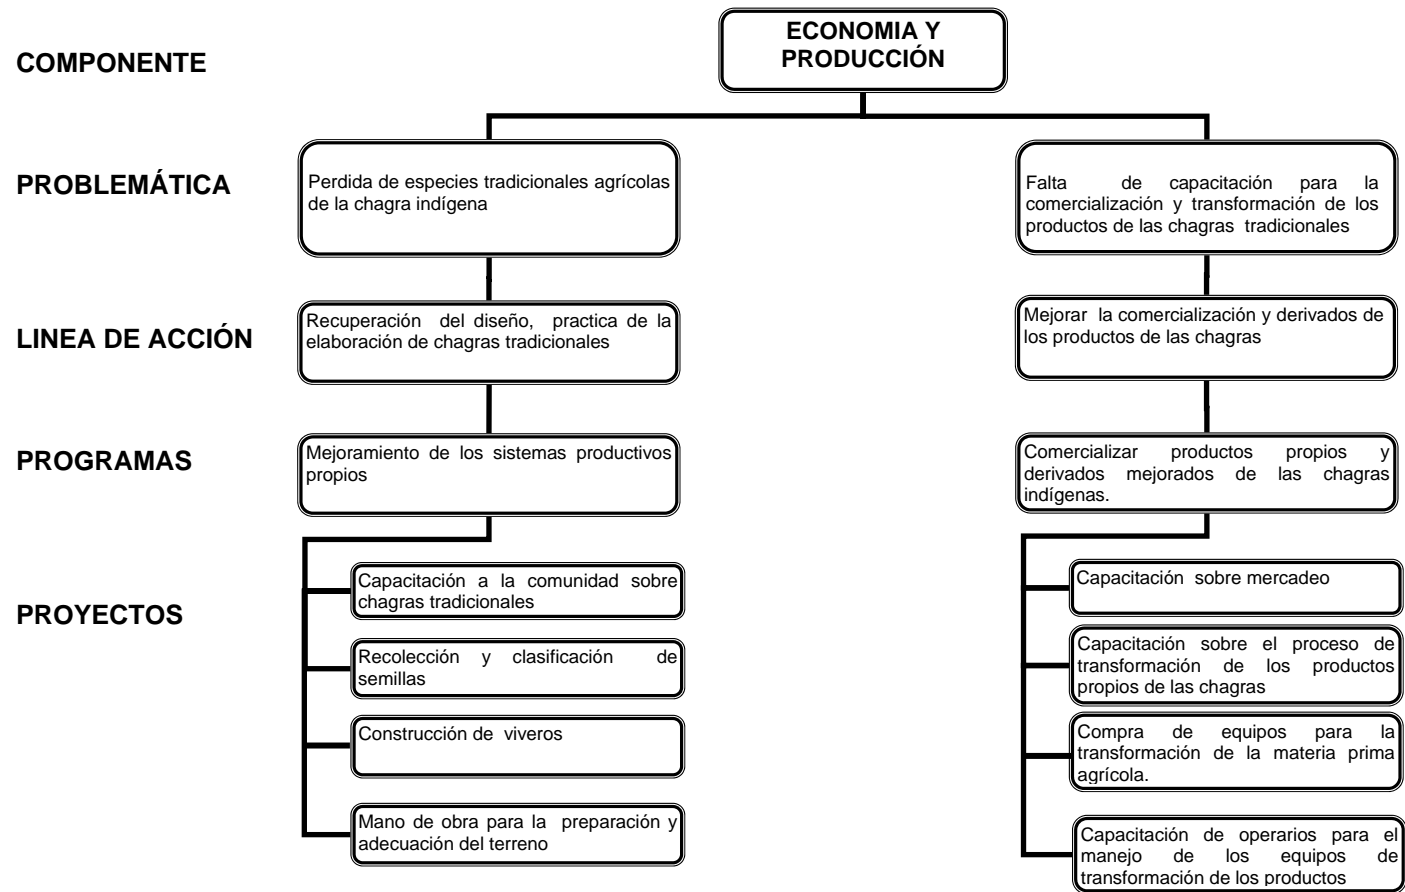 COMPONENTE
ECONOMIA Y
PRODUCCIÓN
PROBLEMÁTICA
Perdida de especies tradicionales agrícolas
de la chagra indígena
Falta de capacitación para la
comercialización y transformación de los
productos de las chagras tradicionales
LINEA DE ACCIÓN
Recuperación del diseño, practica de la
elaboración de chagras tradicionales
Mejorar la comercialización y derivados de
los productos de las chagras
PROGRAMAS
Mejoramiento de los sistemas productivos
propios
Comercializar productos propios y
derivados mejorados de las chagras
indígenas.
PROYECTOS
Capacitación a la comunidad sobre
chagras tradicionales
Recolección y clasificación de
semillas
Construcción de viveros
Mano de obra para la preparación y
adecuación del terreno
Capacitación sobre mercadeo
Capacitación sobre el proceso de
transformación de los productos
propios de las chagras
Compra de equipos para la
transformación de la materia prima
agrícola.
Capacitación de operarios para el
manejo de los equipos de
transformación de los productos